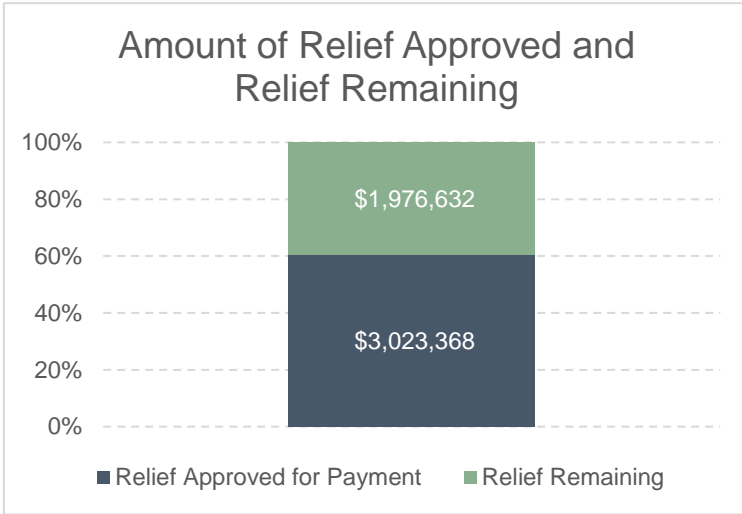 Amount of Relief Approved and
Relief Remaining
100%
80%
60%
40%
20%
0%
$1,976,632
$3,023,368
Relief Approved for Payment
Relief Remaining